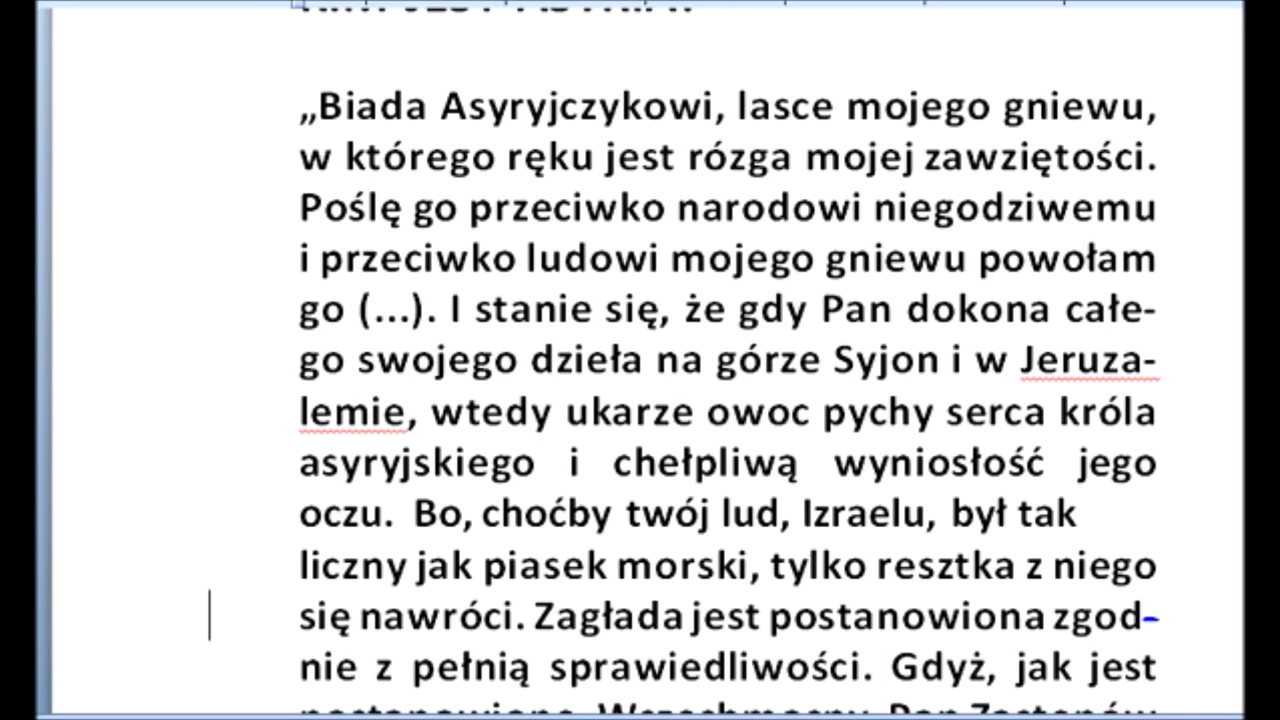 „Biada Asyryjczykowi, lasce mojego gniewu,
w którego ręku jest rózga mojej zawziętości.
Poślę go przeciwko narodowi niegodziwemu
i przeciwko ludowi mojego gniewu powołam
go (...). I stanie się, że gdy Pan dokona całe-
go swojego dzieła na górze Syjon i w Jeruza-
lemie, wtedy ukarze owoc pychy serca króla
asyryjskiego i chełpliwą wyniosłość jego
oczu. Bo, choćby twój lud, Izraelu, był tak
liczny jak piasek morski, tylko resztka z niego
się nawróci. Zagłada jest postanowiona zgod-
nie z pełnią sprawiedliwości. Gdyż, jak jest